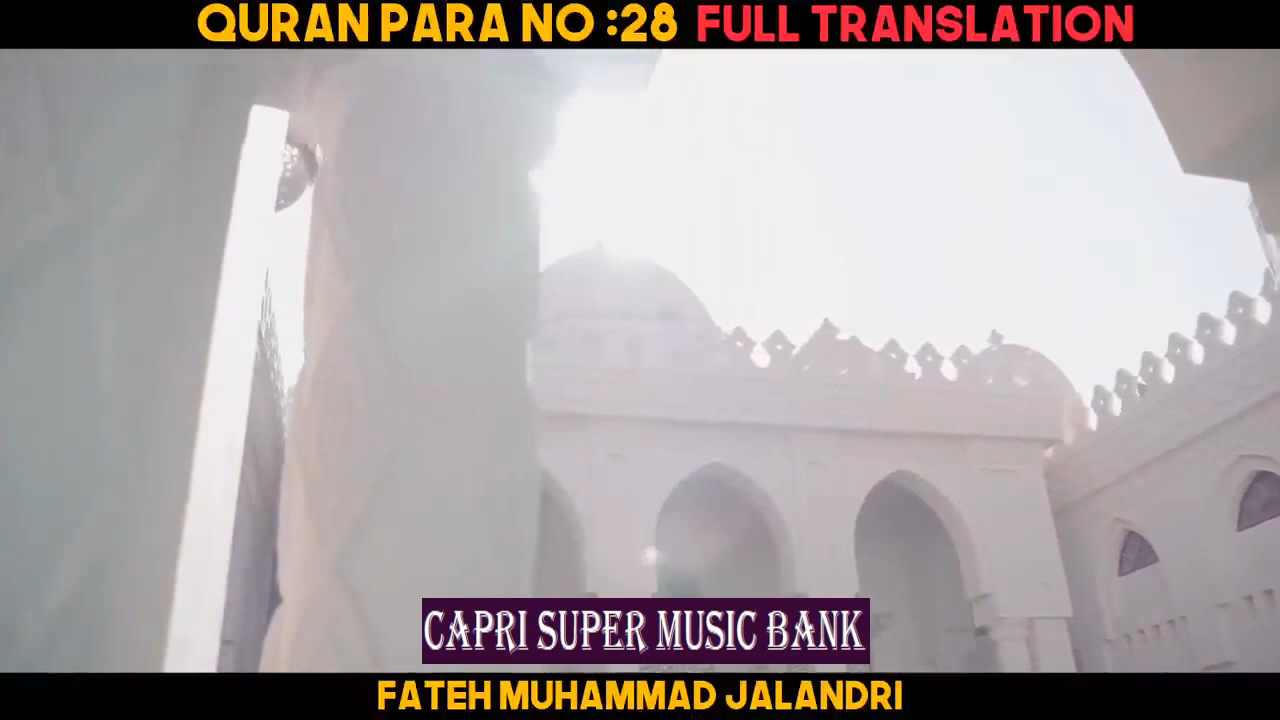 QURAN PARA NO :28 FULL TRANSLATION
CAPRI SUPER MUSIC BANK
FATEH MUHAMMAD JALANDRI